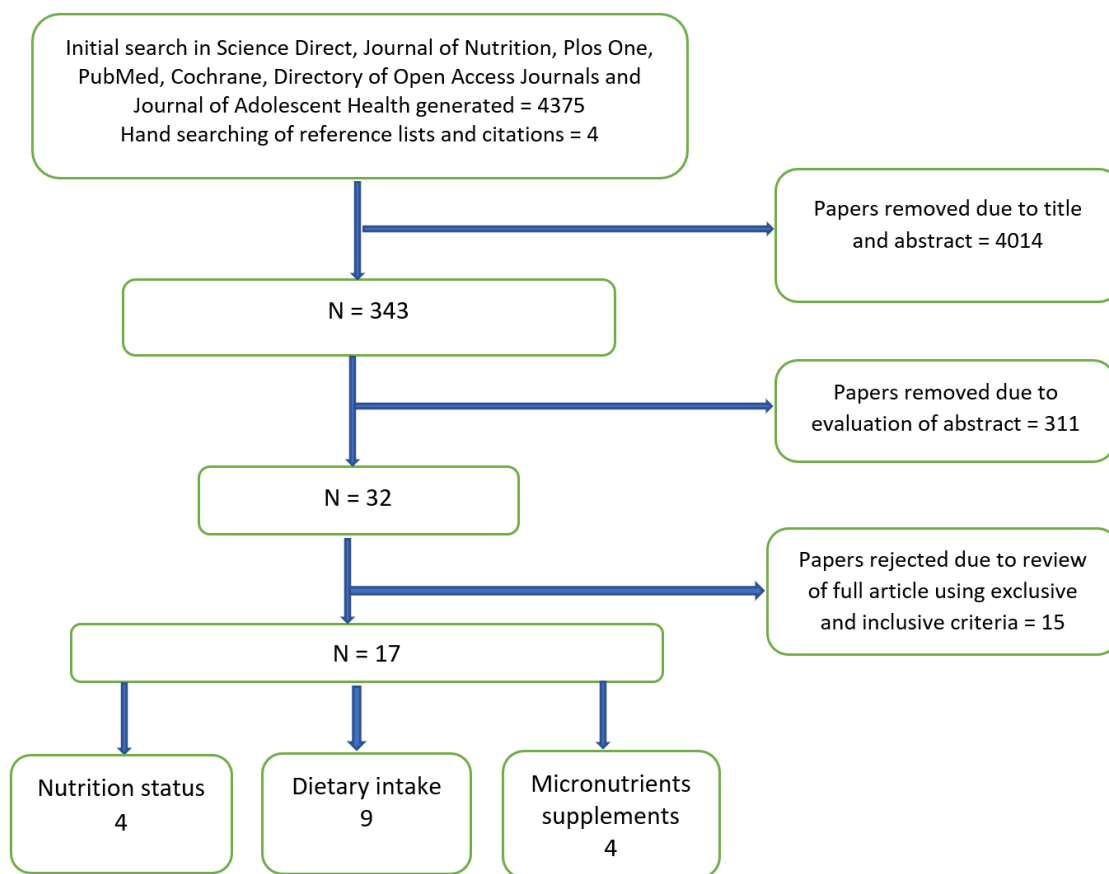 Initial search in Science Direct, Journal of Nutrition, Plos One,
PubMed, Cochrane, Directory of Open Access Journals and
Journal of Adolescent Health generated = 4375
Hand searching of reference lists and citations = 4
Papers removed due to title
and abstract = 4014
N = 343
Papers removed due to
evaluation of abstract = 311
N = 32
Papers rejected due to review
of full article using exclusive
and inclusive criteria = 15
N = 17
Nutrition status
4
Dietary intake
9
Micronutrients
supplements
4